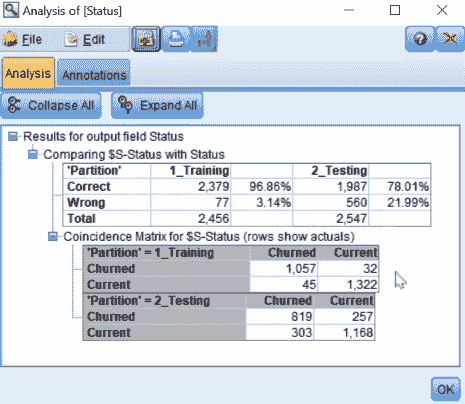 Analysis of [Status]
File Edit
Analysis Annotations
Collapse All Expand All
Results for output field Status
Comparing $S-Status with Status
'Partition' 1_Training 2_Testing
Correct 2,379 96.86% 1,987 78.01%
Wrong 77 3.14% 560 21.99%
Total 2,456 2,547
Coincidence Matrix for $S-Status (rows show actuals)
'Partition' = 1_Training Churned Current
Churned 1,057 32
Current 45 1,322
'Partition' = 2_Testing Churned Current
Churned 819 257
Current 303 1,168
OK